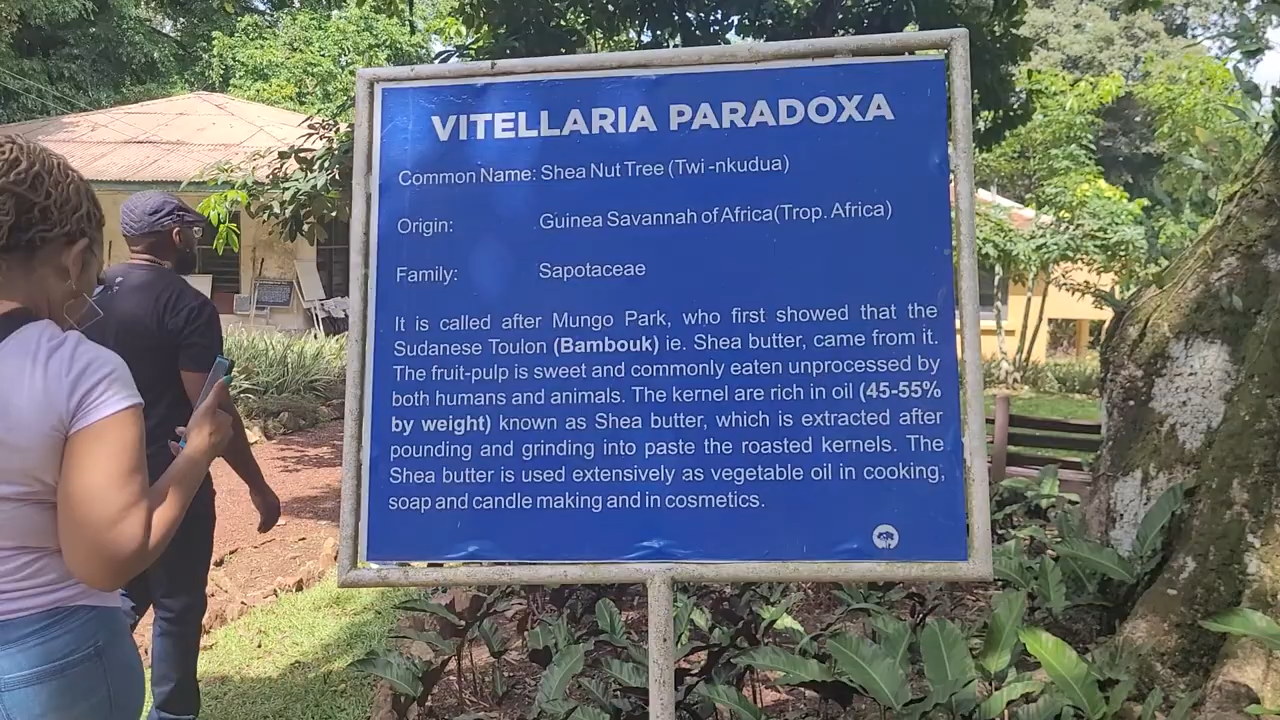 VITELLARIA PARADOXA
Common Name: Shea Nut Tree (Twi -nkudua)
Origin: Guinea Savannah of Africa(Trop. Africa)
Family: Sapotaceae
It is called after Mungo Park, who first showed that the
Sudanese Toulon (Bambouk) ie. Shea butter, came from it.
The fruit-pulp is sweet and commonly eaten unprocessed by
both humans and animals. The kernel are rich in oil (45-55%
by weight) known as Shea butter, which is extracted after
pounding and grinding into paste the roasted kernels. The
Shea butter is used extensively as vegetable oil in cooking,
soap and candle making and in cosmetics.